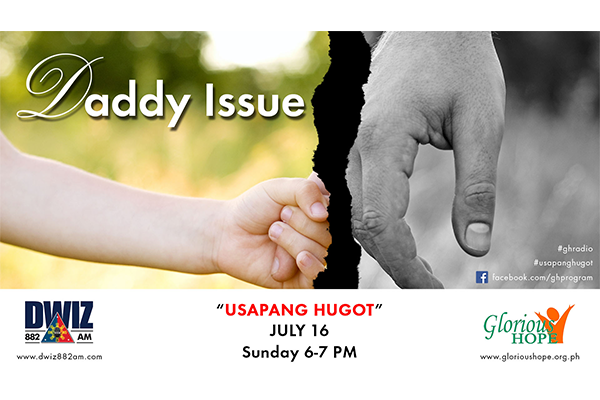 Daddy Issue
#ghradio
#usapanghugot
facebook.com/ghprogram
DWIZ
882 AM
www.dwiz882am.com
"USAPANG HUGOT"
JULY 16
Sunday 6-7 PM
Glorious
HOPE
www.glorioushope.org.ph